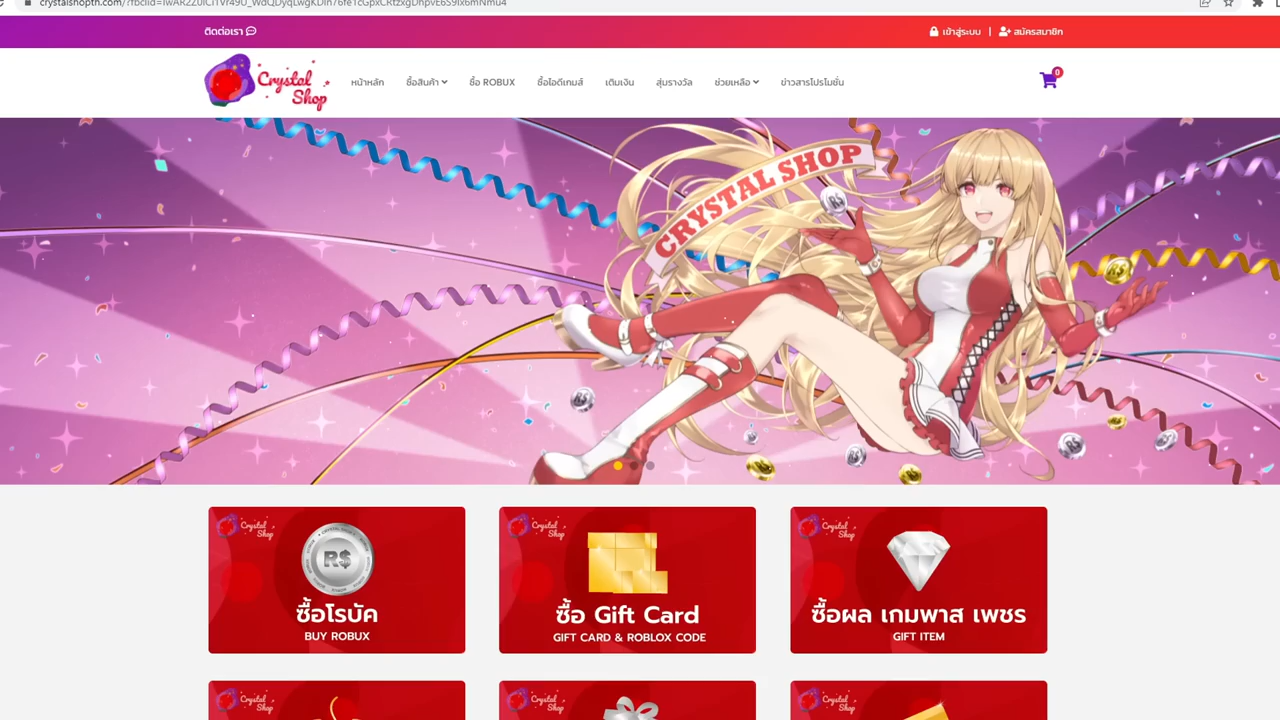 ติดต่อเรา
เข้าสู่ระบบ | สมัครสมาชิก
Crystal
Shop
หน้าหลัก ซื้อสินค้า ซื้อ ROBUX ซื้อไอดีเกมส์ เติมเงิน สุ่มรางวัล ช่วยเหลือ ข่าวสารโปรโมชั่น
0
CRYSTAL SHOP
Crystal
Shop
R$
ซื้อโรบัค
BUY ROBUX
Crystal
Shop
ซื้อ Gift Card
GIFT CARD & ROBLOX CODE
Crystal
Shop
ซื้อผล เกมพาส เพชร
GIFT ITEM
Crystal
Shop
Crystal
Shop
Crystal
Shop